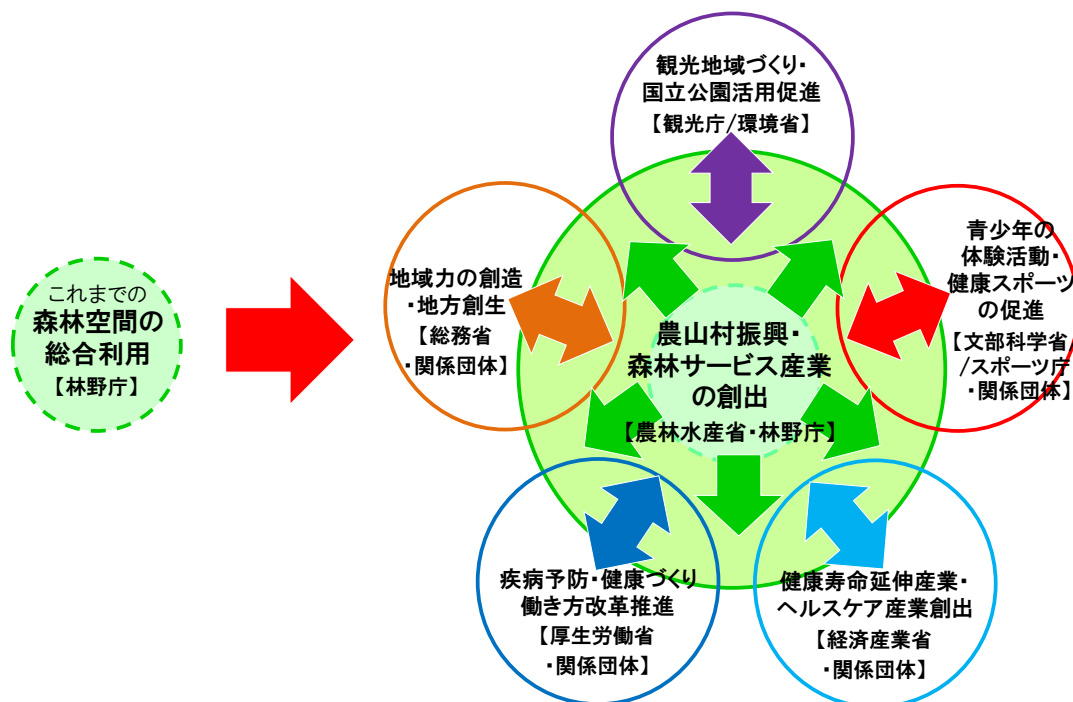 これまでの
森林空間の
総合利用
【林野庁】
観光地域づくり・
国立公園活用促進
【観光庁/環境省】
地域力の創造
・地方創生
【総務省
・関係団体】
青少年の
体験活動・
健康スポーツ
の促進
【文部科学省/
/スポーツ庁
・関係団体】
農山村振興・
森林サービス産業
の創出
【農林水産省・林野庁】
疾病予防・健康づくり
働き方改革推進
【厚生労働省
・関係団体】
健康寿命延伸産業・
ヘルスケア産業創出
【経済産業省
・関係団体】